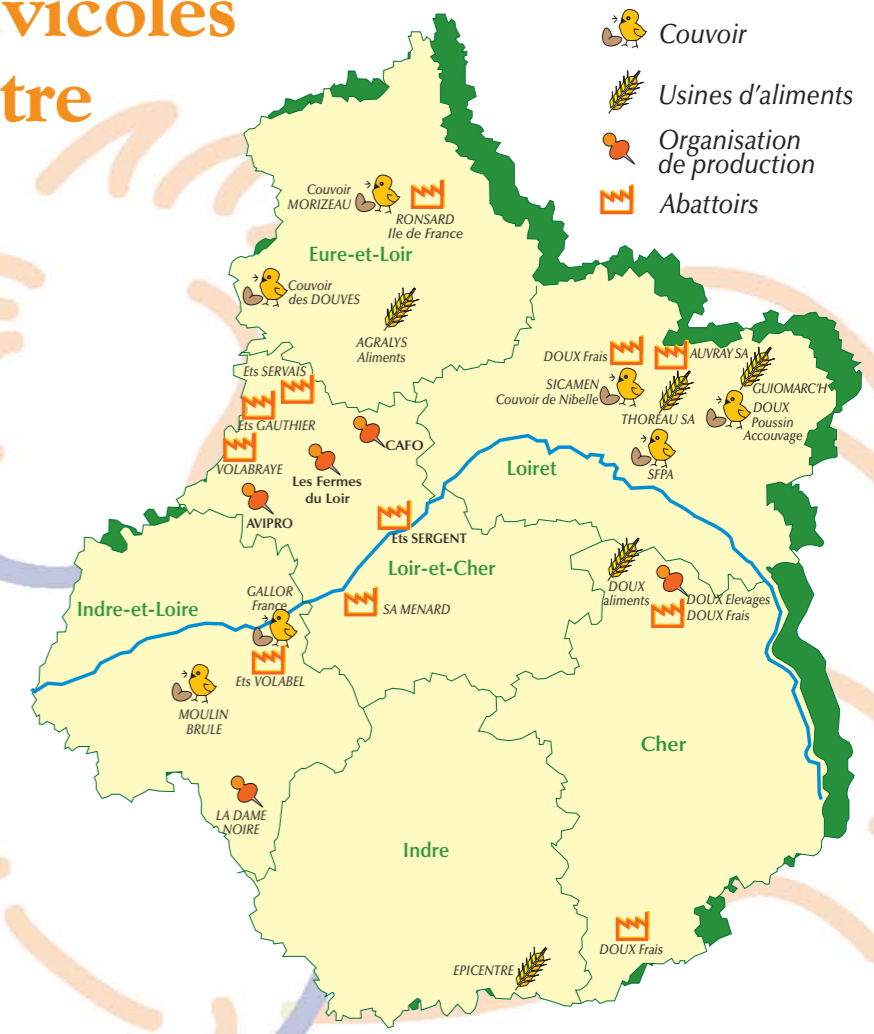 vicoles
tre
Couvoir
Usines d'aliments
Organisation
de production
Abattoirs
Couvoir
MORIZEAU
RONSARD
Ile de France
Eure-et-Loir
Couvoir
des DOUVES
AGRALYS
Aliments
Ets SERVAIS
Ets GAUTHIER
VOLABRAYE
CAFO
Les Fermes
du Loir
AVIPRO
Ets SERGENT
DOUX Frais
AUVRAY SA
SICAMEN
Couvoir de Nibelle
THOREAU SA
GUIOMARC'H
DOUX
Poussin
Accouvage
SFPA
Loiret
Loir-et-Cher
SA MENARD
DOUX
aliments
DOUX Elevages
DOUX Frais
Indre-et-Loire
GALLOR
France
Ets VOLABEL
MOULIN
BRULE
LA DAME
NOIRE
Cher
Indre
EPICENTRE
DOUX Frais